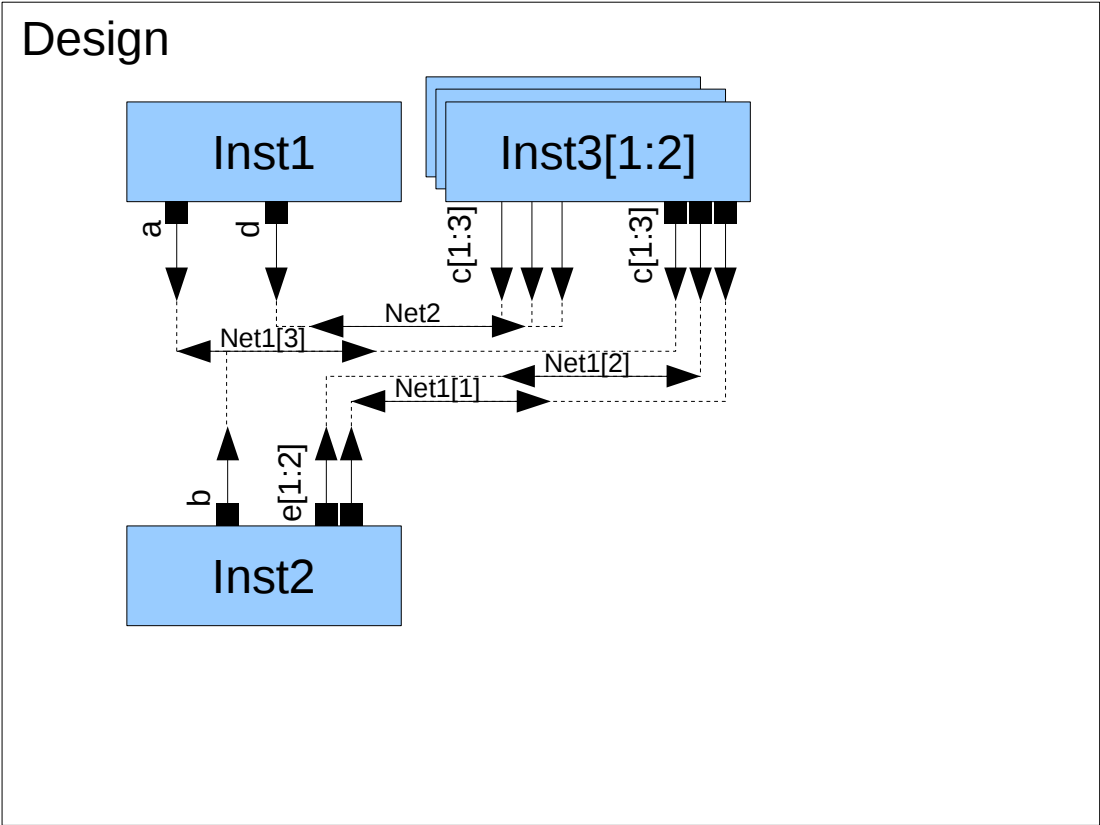 Design
Inst1
Inst3[1:2]
a
d
c[1:3]
c[1:3]
Net2
Net1[3]
Net1[2]
Net1[1]
b
e[1:2]
Inst2